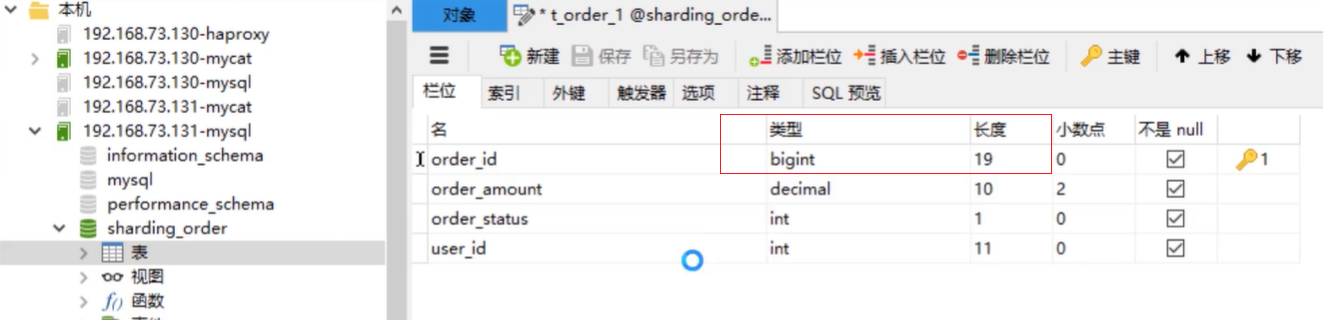 本机
192.168.73.130-haproxy
192.168.73.130-mycat
192.168.73.130-mysql
192.168.73.131-mycat
192.168.73.131-mysql
information_schema
mysql
performance_schema
sharding_order
表
视图
f() 函数
对象 * t_order_1 @sharding_orde...
新建 保存 另存为 添加栏位 插入栏位 删除栏位 主键 上移 下移
栏位 索引 外键 触发器 选项 注释 SQL 预览
名 类型 长度 小数点 不是 null
order_id bigint 19 0 1
order_amount decimal 10 2
order_status int 1 0
user_id int 11 0